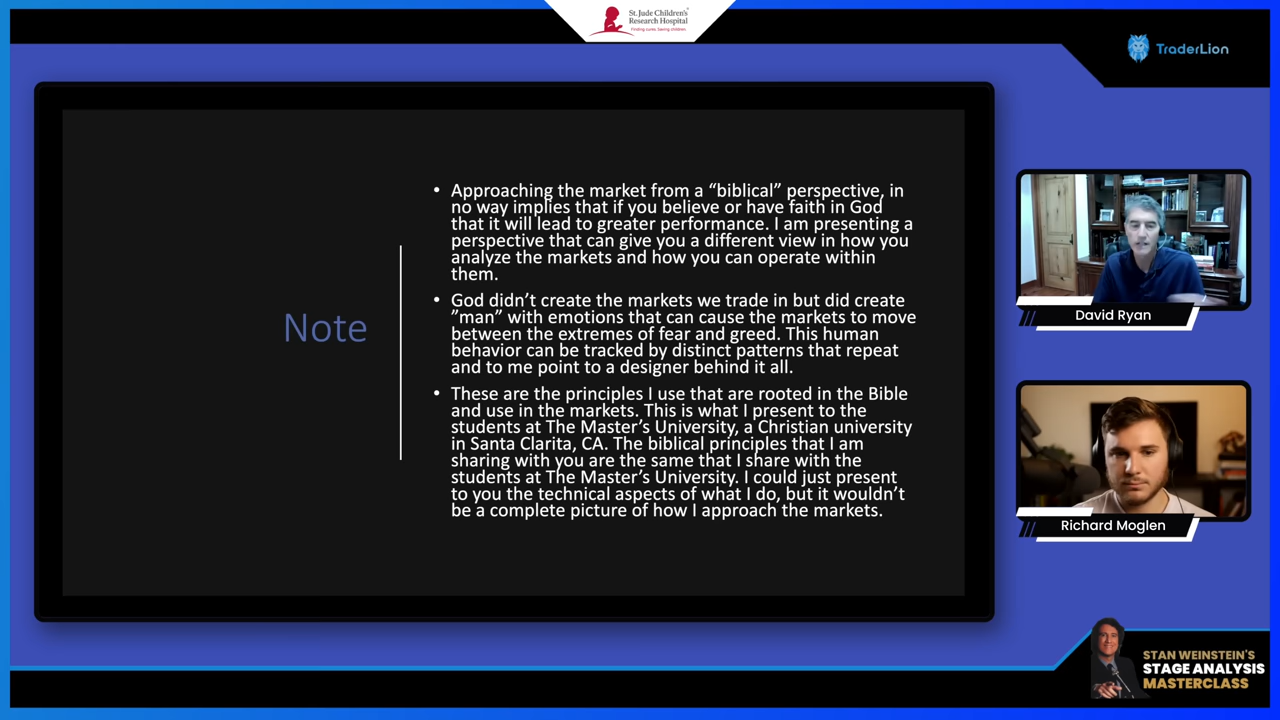 St. Jude Children's
Research Hospital
Finding cures. Saving children.
TraderLion
Note
• Approaching the market from a “biblical” perspective, in
no way implies that if you believe or have faith in God
that it will lead to greater performance. I am presenting a
perspective that can give you a different view in how you
analyze the markets and how you can operate within
them.
• God didn’t create the markets we trade in but did create
”man” with emotions that can cause the markets to move
between the extremes of fear and greed. This human
behavior can be tracked by distinct patterns that repeat
and to me point to a designer behind it all.
• These are the principles I use that are rooted in the Bible
and use in the markets. This is what I present to the
students at The Master’s University, a Christian university
in Santa Clarita, CA. The biblical principles that I am
sharing with you are the same that I share with the
students at The Master’s University. I could just present
to you the technical aspects of what I do, but it wouldn’t
be a complete picture of how I approach the markets.
David Ryan
Richard Moglen
STAN WEINSTEIN'S
STAGE ANALYSIS
MASTERCLASS